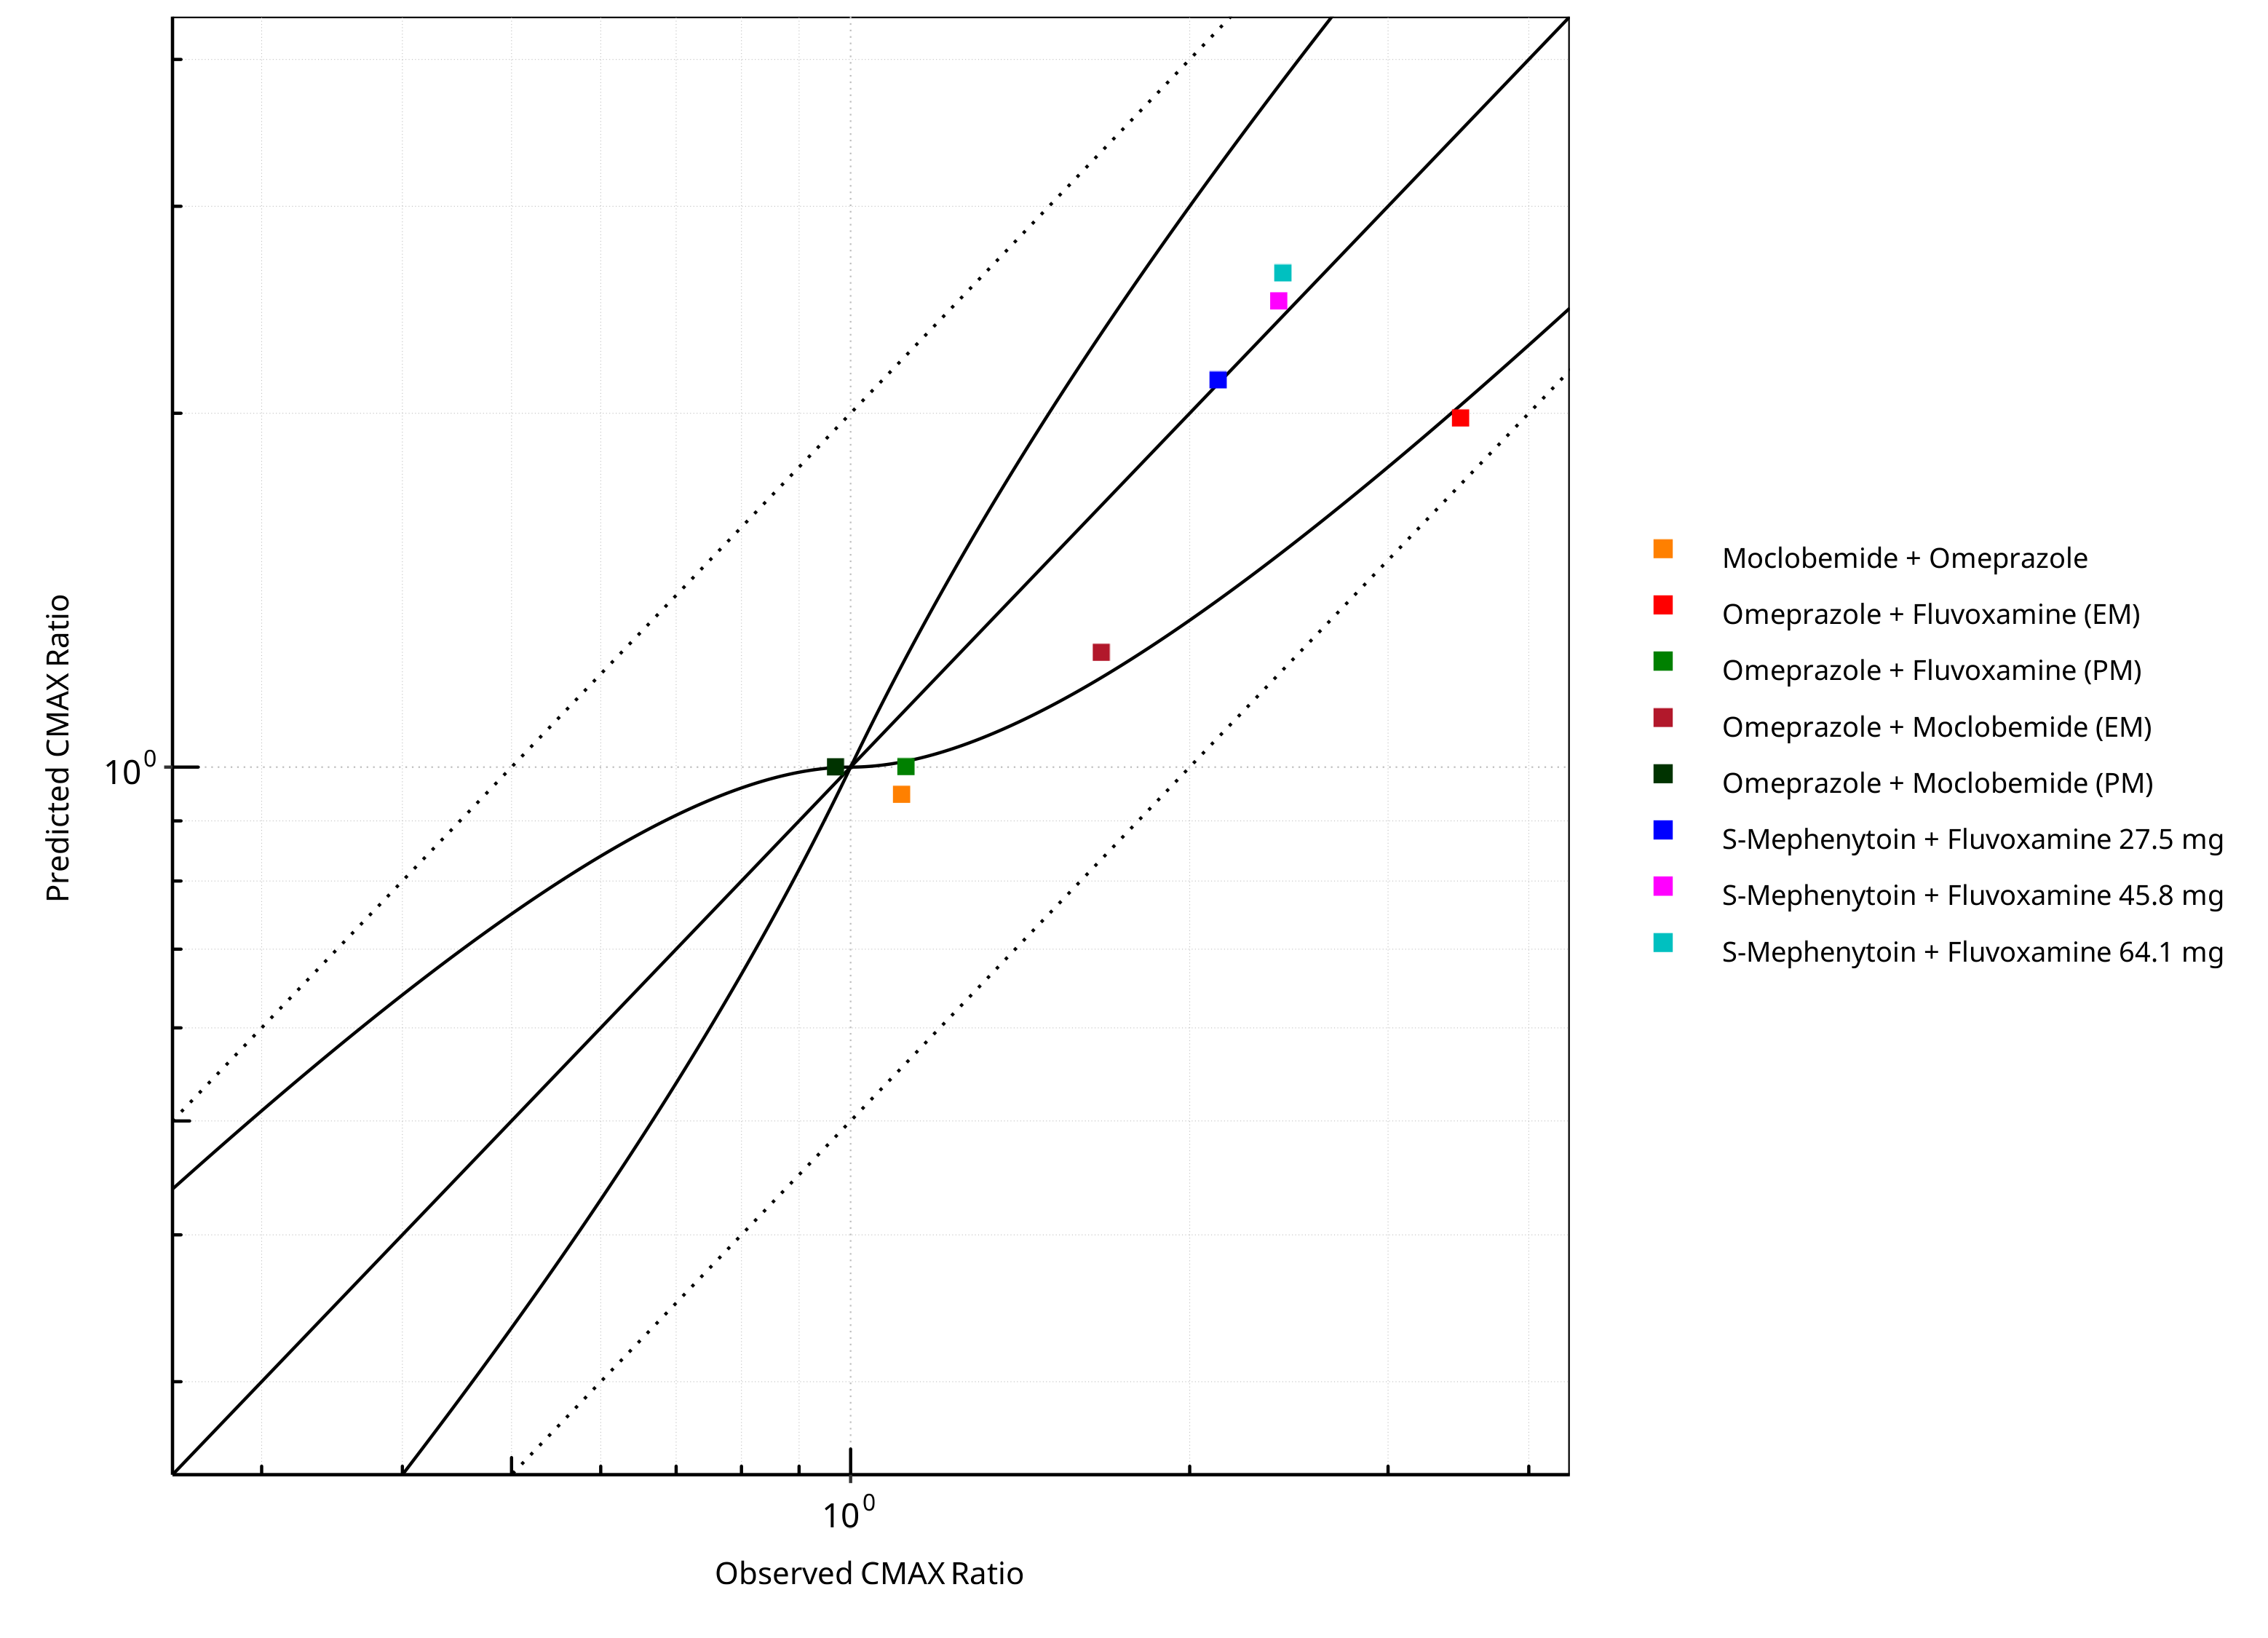 Predicted CMAX Ratio
10^0
10^0
Observed CMAX Ratio
Moclobemide + Omeprazole
Omeprazole + Fluvoxamine (EM)
Omeprazole + Fluvoxamine (PM)
Omeprazole + Moclobemide (EM)
Omeprazole + Moclobemide (PM)
S-Mephenytoin + Fluvoxamine 27.5 mg
S-Mephenytoin + Fluvoxamine 45.8 mg
S-Mephenytoin + Fluvoxamine 64.1 mg